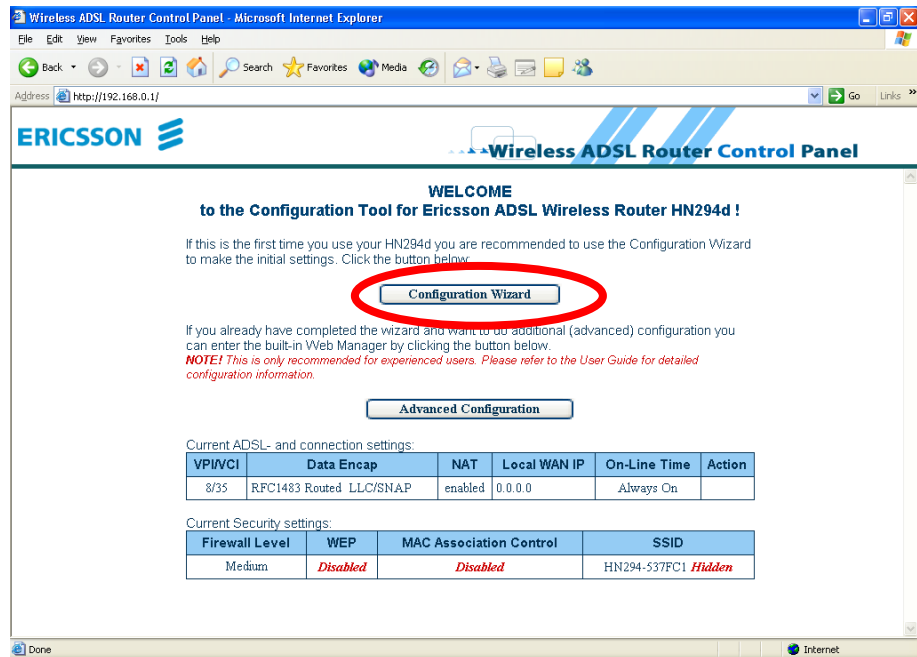 Wireless ADSL Router Control Panel - Microsoft Internet Explorer
File Edit View Favorites Tools Help
Back Search Favorites Media
Address http://192.168.0.1/ Go Links »
ERICSSON
Wireless ADSL Router Control Panel
WELCOME
to the Configuration Tool for Ericsson ADSL Wireless Router HN294d !
If this is the first time you use your HN294d you are recommended to use the Configuration Wizard
to make the initial settings. Click the button below:
Configuration Wizard
If you already have completed the wizard and want to do additional (advanced) configuration you
can enter the built-in Web Manager by clicking the button below.
NOTE! This is only recommended for experienced users. Please refer to the User Guide for detailed
configuration information.
Advanced Configuration
Current ADSL- and connection settings:
VPI/VCI Data Encap NAT Local WAN IP On-Line Time Action
8/35 RFC1483 Routed LLC/SNAP enabled 0.0.0.0 Always On
Current Security settings:
Firewall Level WEP MAC Association Control SSID
Medium Disabled Disabled HN294-537FC1 Hidden
Done Internet